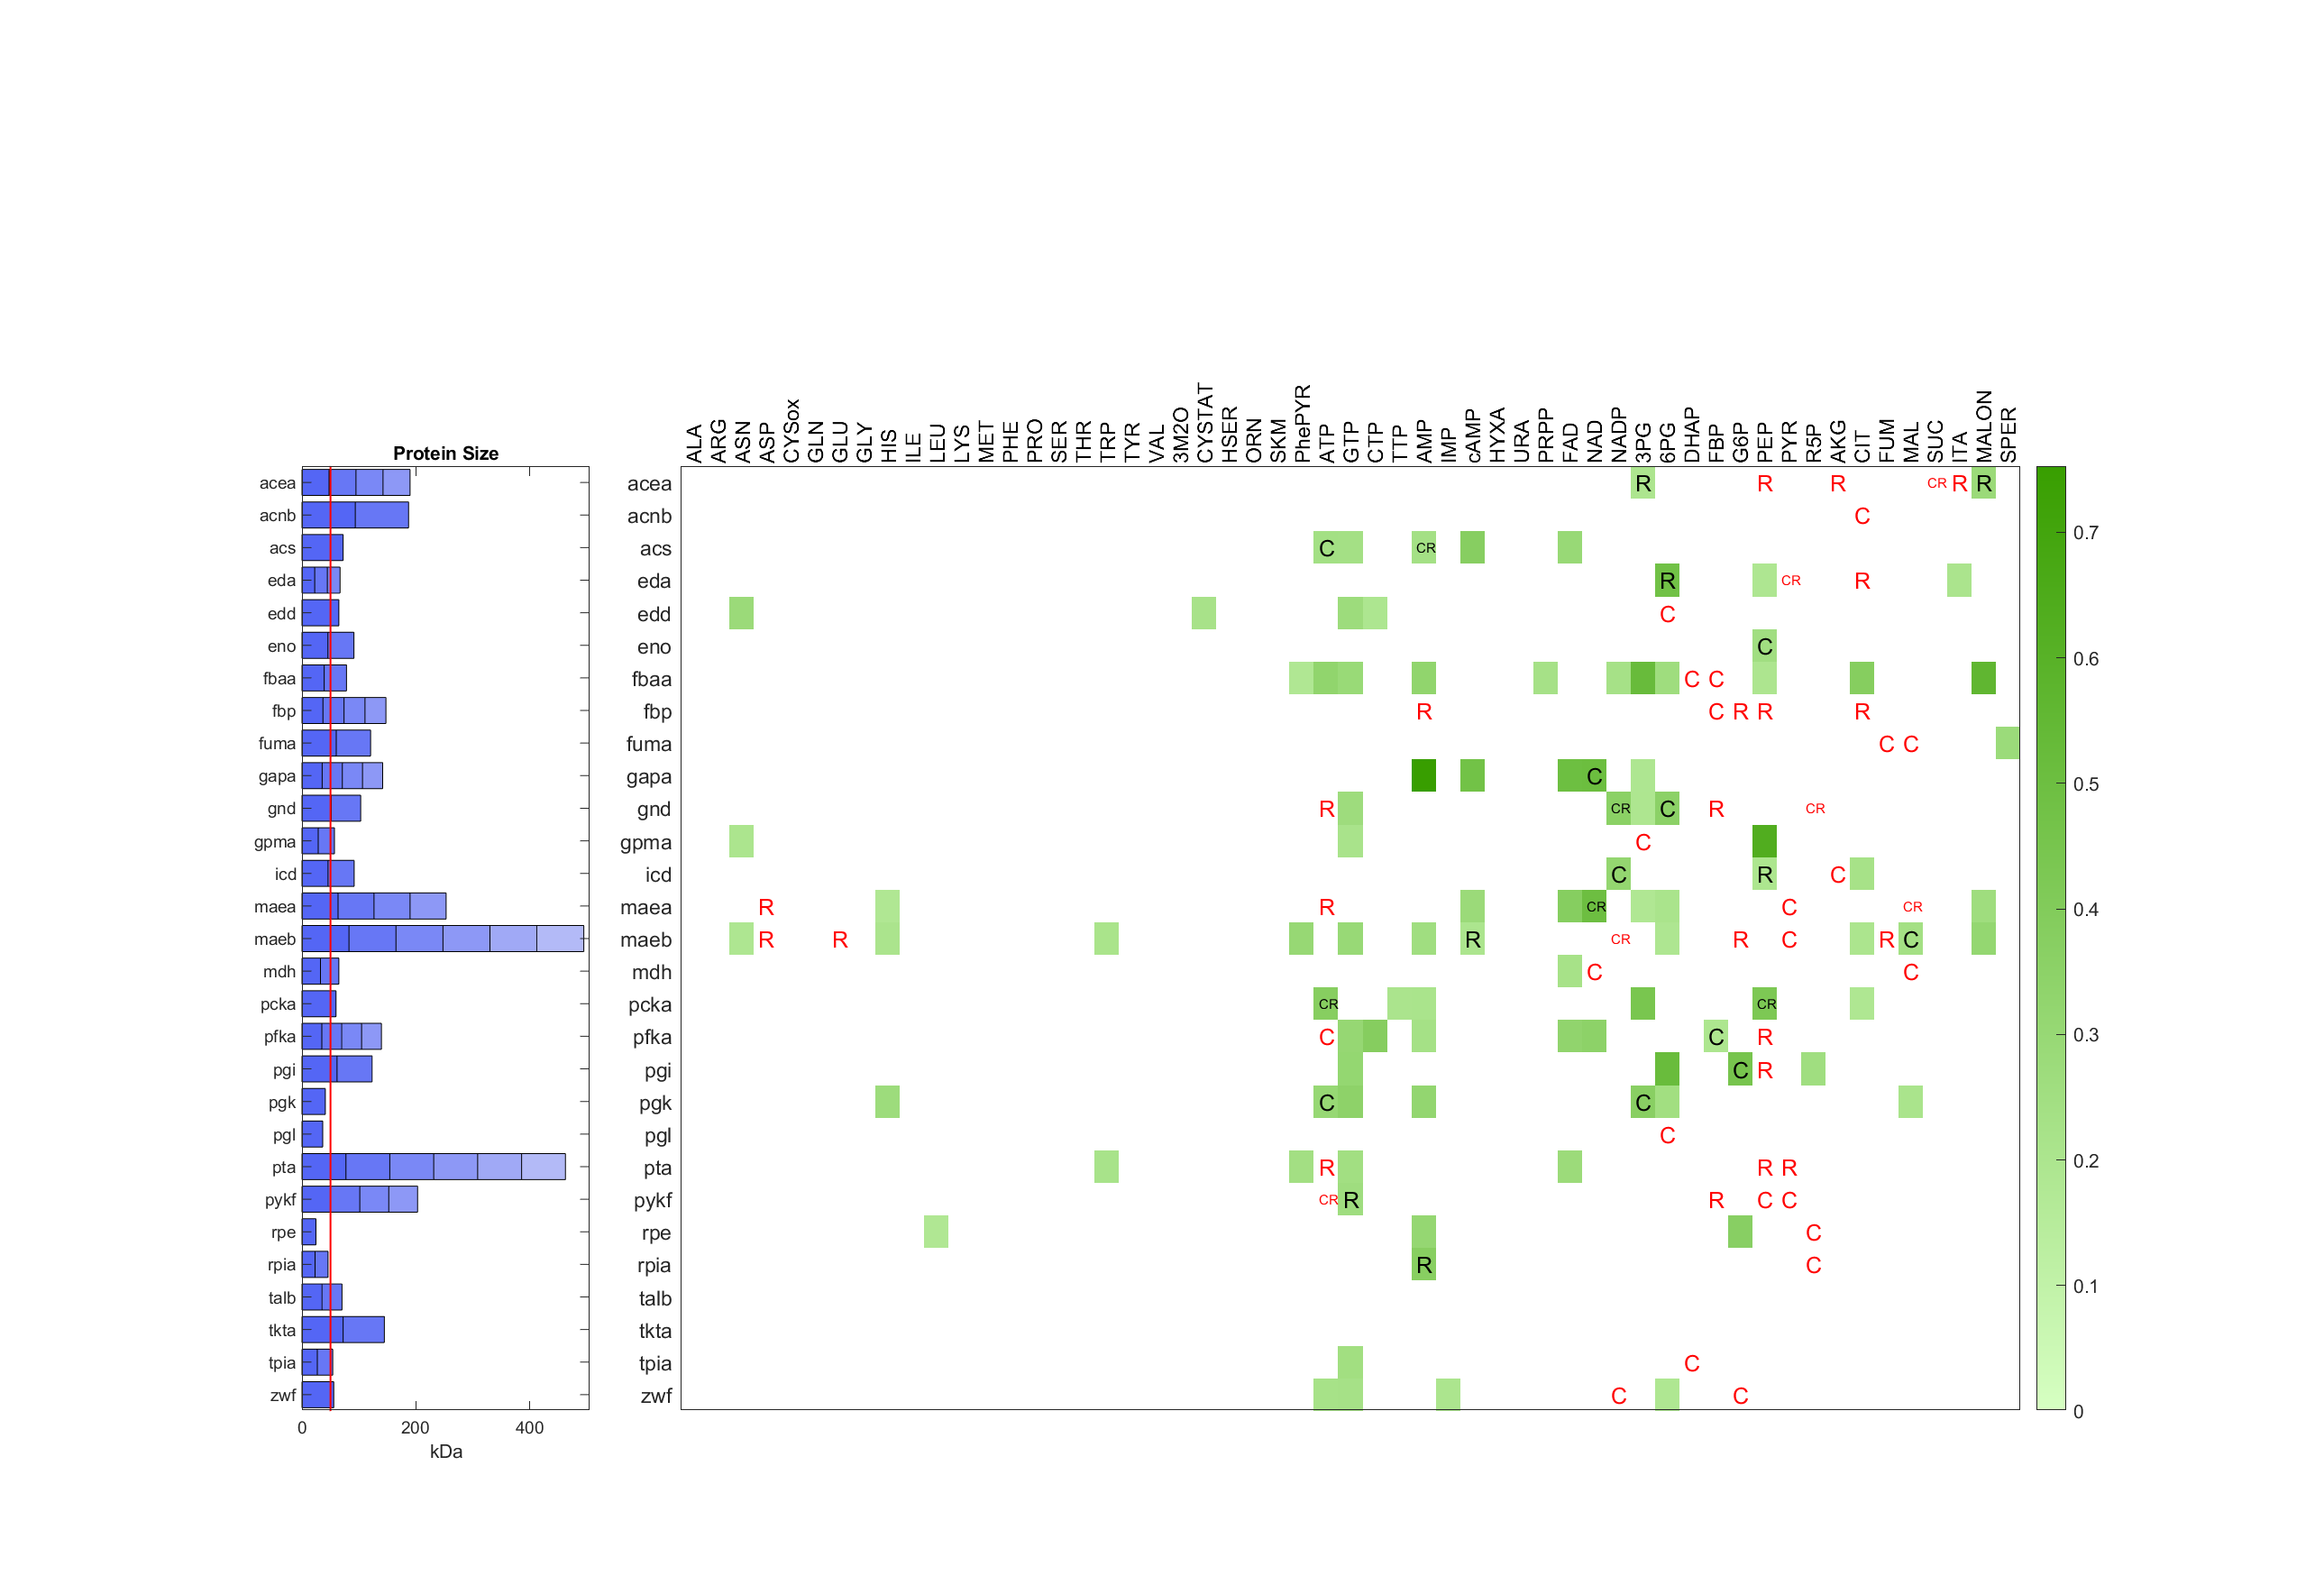 ALA ARG ASN ASP CYSox GLN GLU GLY HIS ILE LEU LYS MET PHE PRO SER THR TRP TYR VAL 3M2O CYSTAT HSER ORN SKM PhePYR ATP GTP CTP TTP AMP IMP cAMP HYXA URA PRPP FAD NAD NADP 3PG 6PG DHAP FBP G6P PEP PYR R5P AKG CIT FUM MAL SUC ITA MALON SPER
Protein Size
acea acea R R R CR R R
acnb acnb C
acs acs C CR
eda eda R CR R
edd edd C
eno eno C
fbaa fbaa C C
fbp fbp R C R R R
fuma fuma C C
gapa gapa C
gnd gnd R CR C R CR
gpma gpma C
icd icd C R C
maea maea R R CR C CR
maeb maeb R R R CR R C R C
mdh mdh C C
pcka pcka CR CR
pfka pfka C C R
pgi pgi C R
pgk pgk C C
pgl pgl C
pta pta R R R
pykf pykf CR R R C C
rpe rpe C
rpia rpia R C
talb talb
tkta tkta
tpia tpia C
zwf zwf C C
0 200 400
kDa
0.7
0.6
0.5
0.4
0.3
0.2
0.1
0